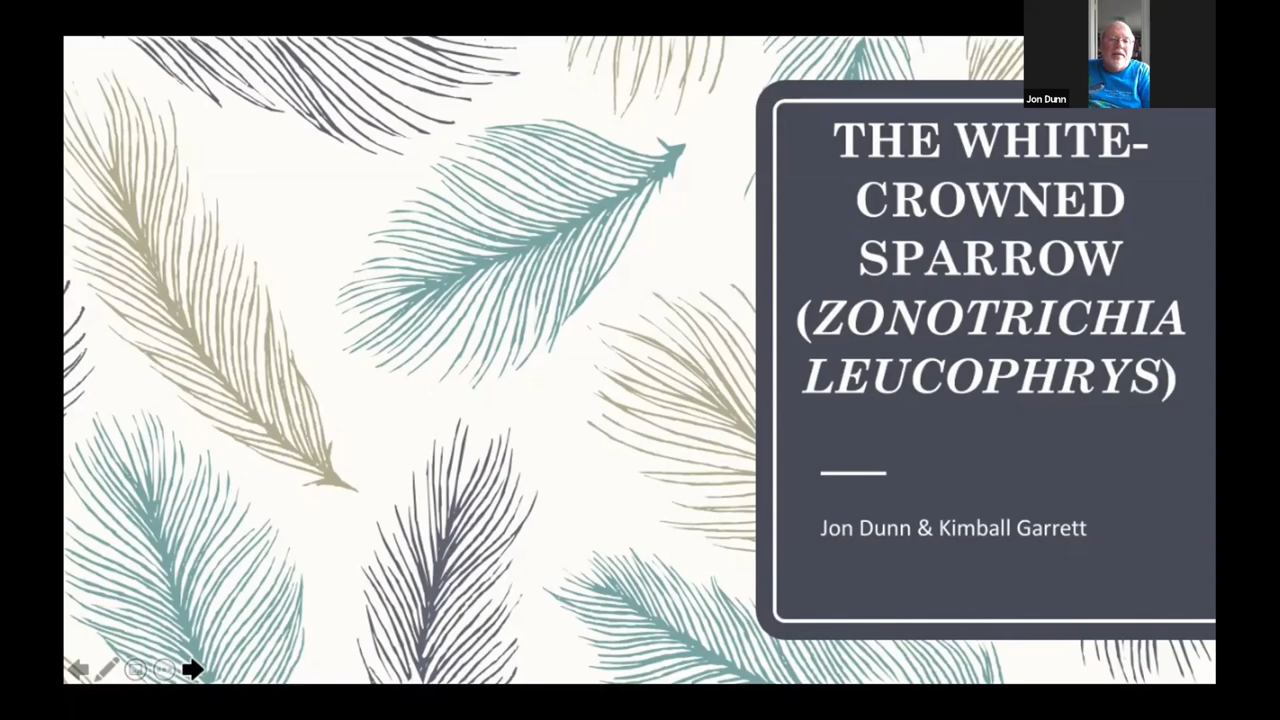 Jon Dunn
THE WHITE-
CROWNED
SPARROW
(ZONOTRICHIA
LEUCOPHRYS)
Jon Dunn & Kimball Garrett